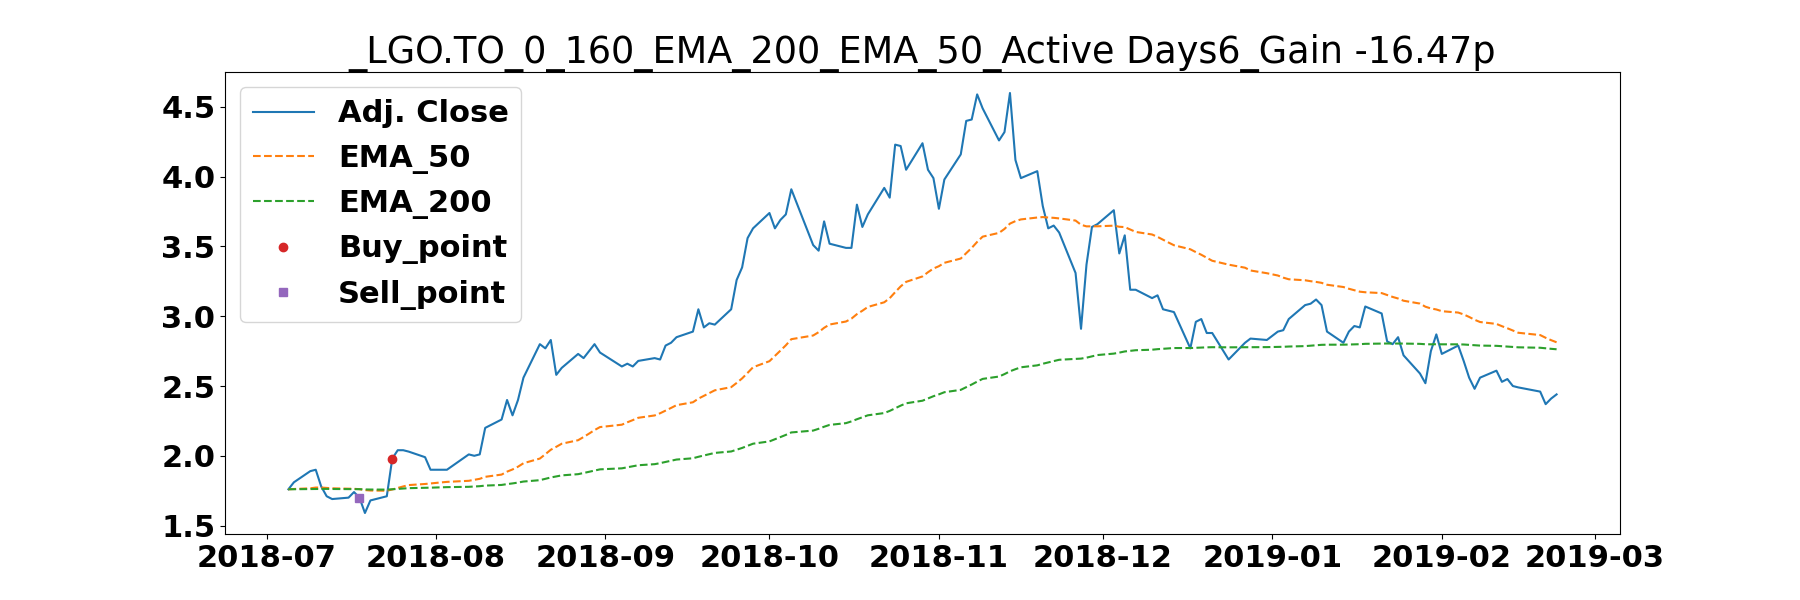 _LGO.TO_0_160_EMA_200_EMA_50_Active Days6_Gain -16.47p
4.5
4.0
3.5
3.0
2.5
2.0
1.5
Adj. Close
EMA_50
EMA_200
Buy_point
Sell_point
2018-07 2018-08 2018-09 2018-10 2018-11 2018-12 2019-01 2019-02 2019-03